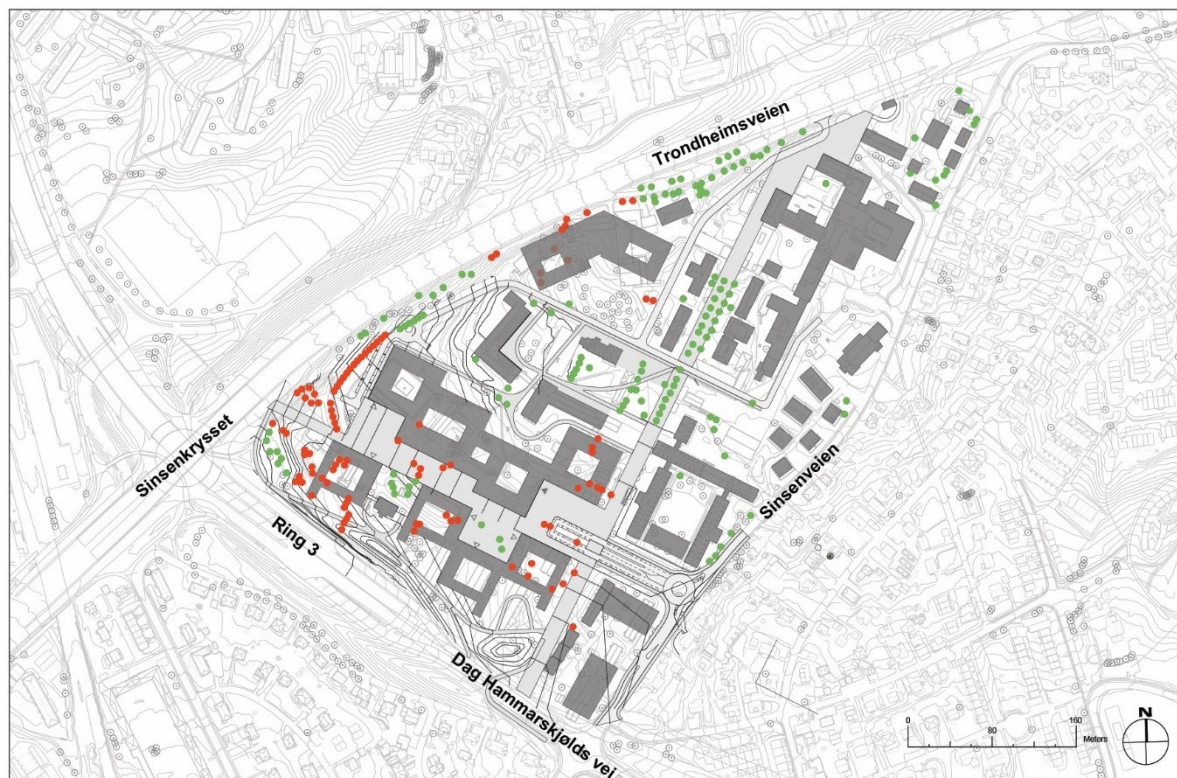 Trondheimsveien
Sinsenkrysset
Sinsenveien
Ring 3
Dag Hammarskjølds vei
0
80
160
Meters
N